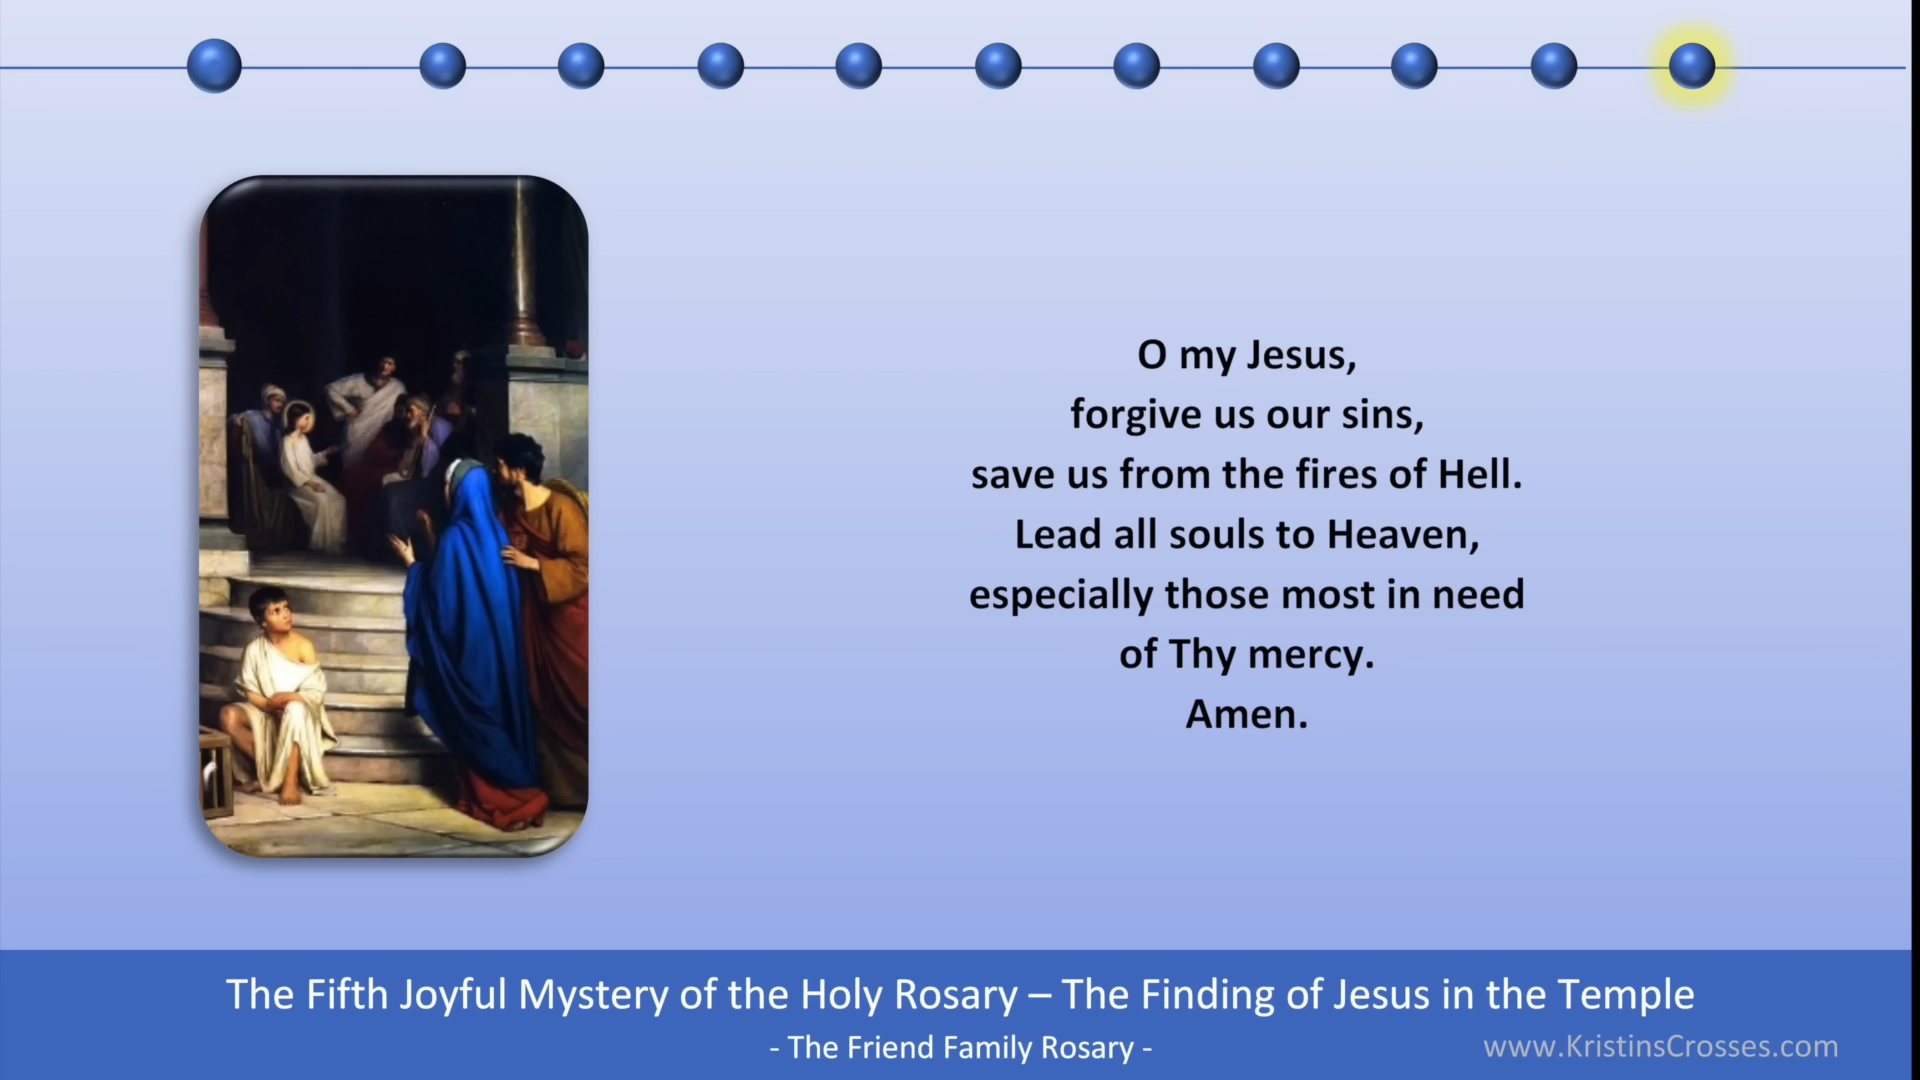 O my Jesus,
forgive us our sins,
save us from the fires of Hell.
Lead all souls to Heaven,
especially those most in need
of Thy mercy.
Amen.
The Fifth Joyful Mystery of the Holy Rosary – The Finding of Jesus in the Temple
- The Friend Family Rosary -
www.KristinsCrosses.com